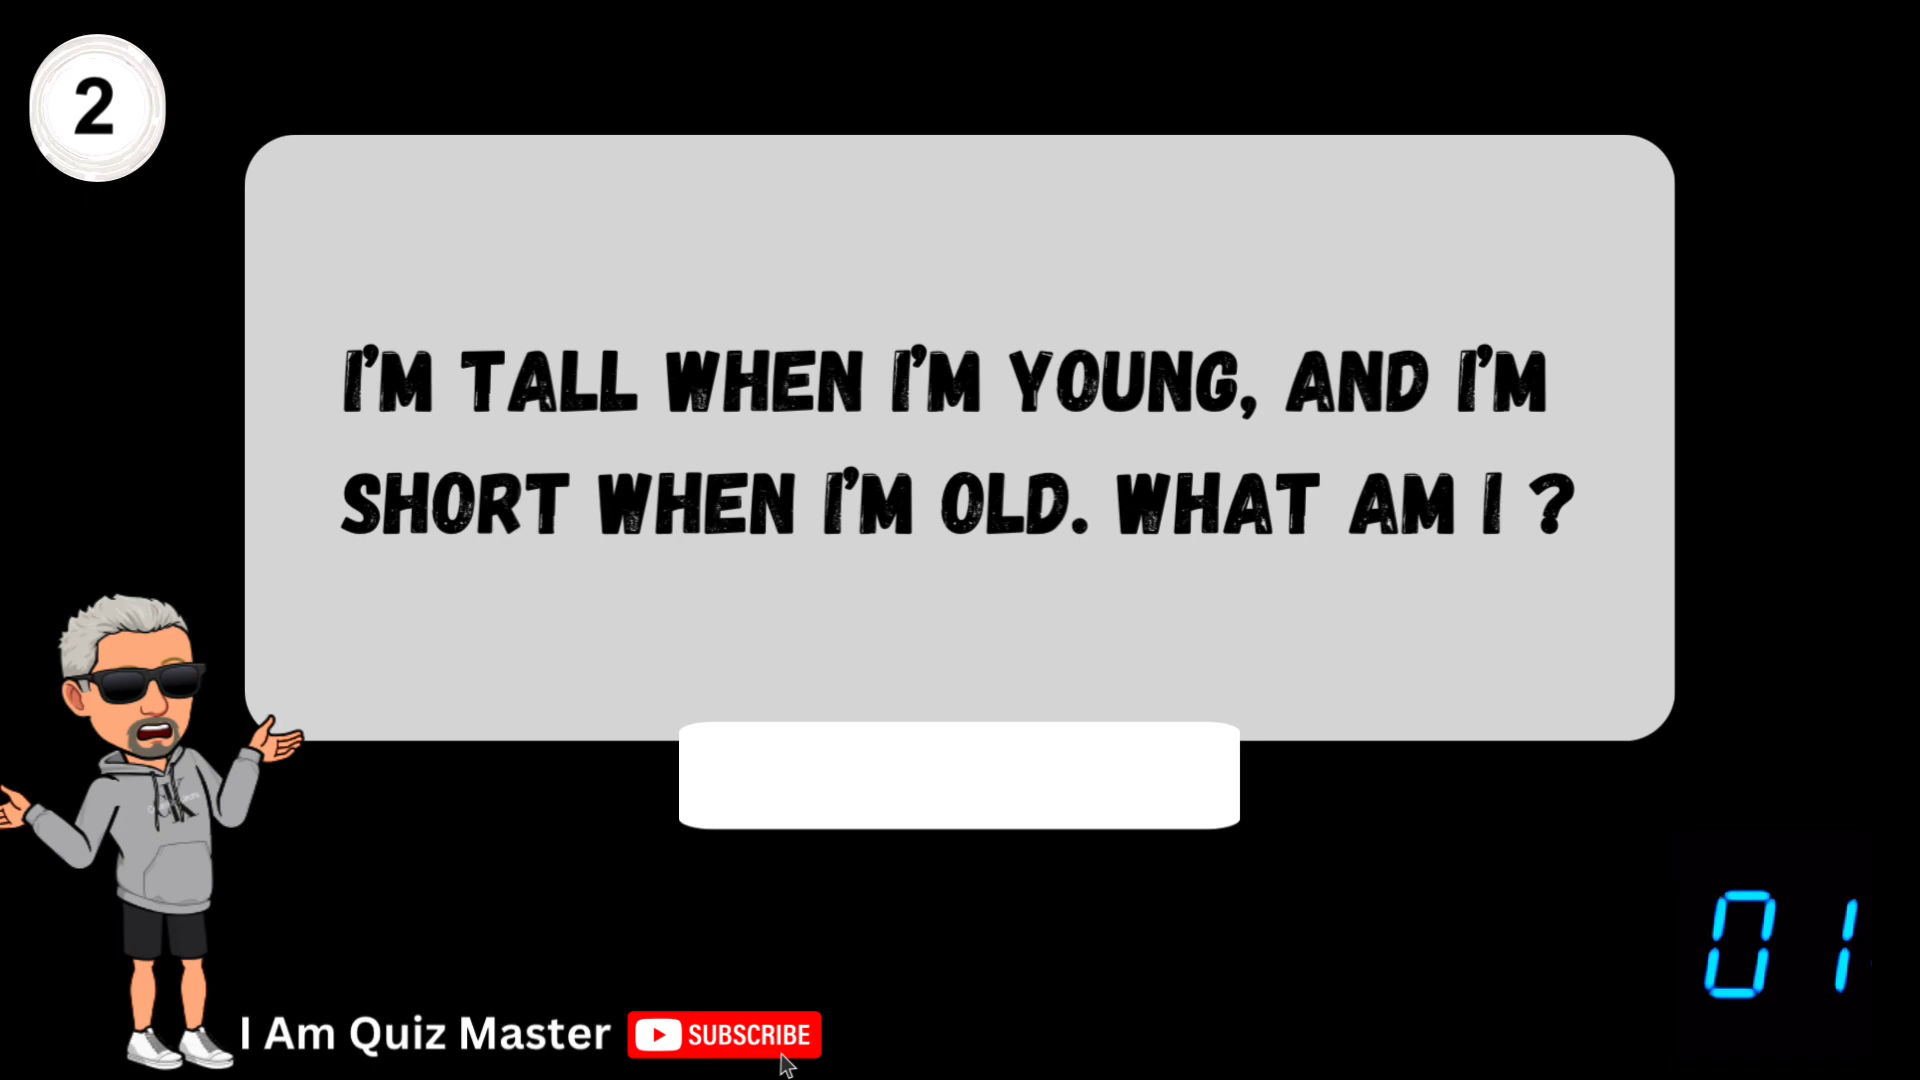 2
I'M TALL WHEN I'M YOUNG, AND I'M
SHORT WHEN I'M OLD. WHAT AM I ?
01
I Am Quiz Master
SUBSCRIBE